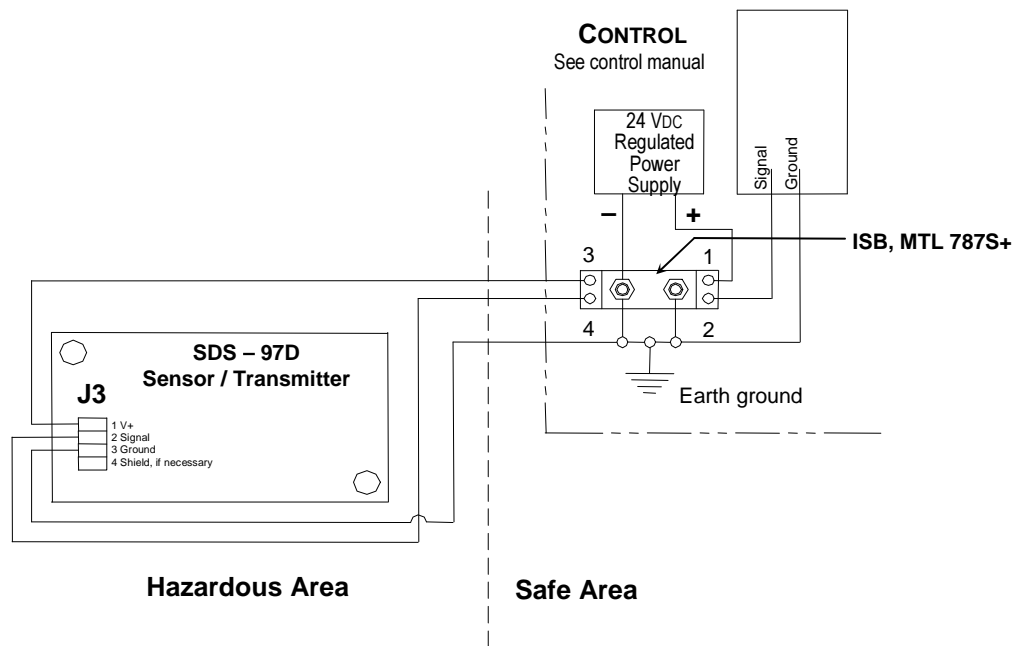 CONTROL
See control manual
24 VDC
Regulated
Power
Supply
Signal
Ground
–
+
ISB, MTL 787S+
3
1
4
2
Earth ground
SDS – 97D
Sensor / Transmitter
J3
1 V+
2 Signal
3 Ground
4 Shield, if necessary
Hazardous Area
Safe Area